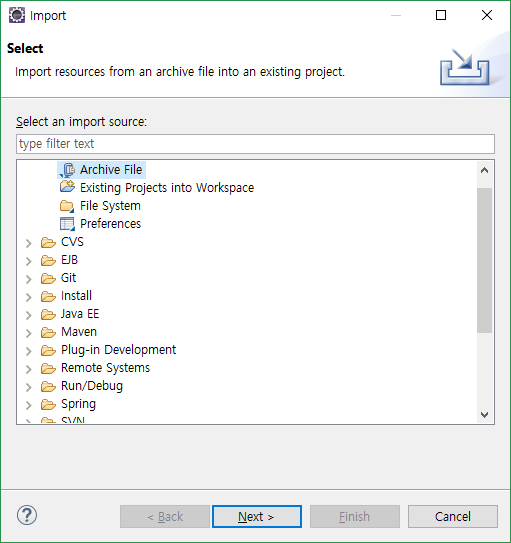 Import
Select
Import resources from an archive file into an existing project.
Select an import source:
type filter text
Archive File
Existing Projects into Workspace
File System
Preferences
CVS
EJB
Git
Install
Java EE
Maven
Plug-in Development
Remote Systems
Run/Debug
Spring
SVN
?
< Back
Next >
Finish
Cancel